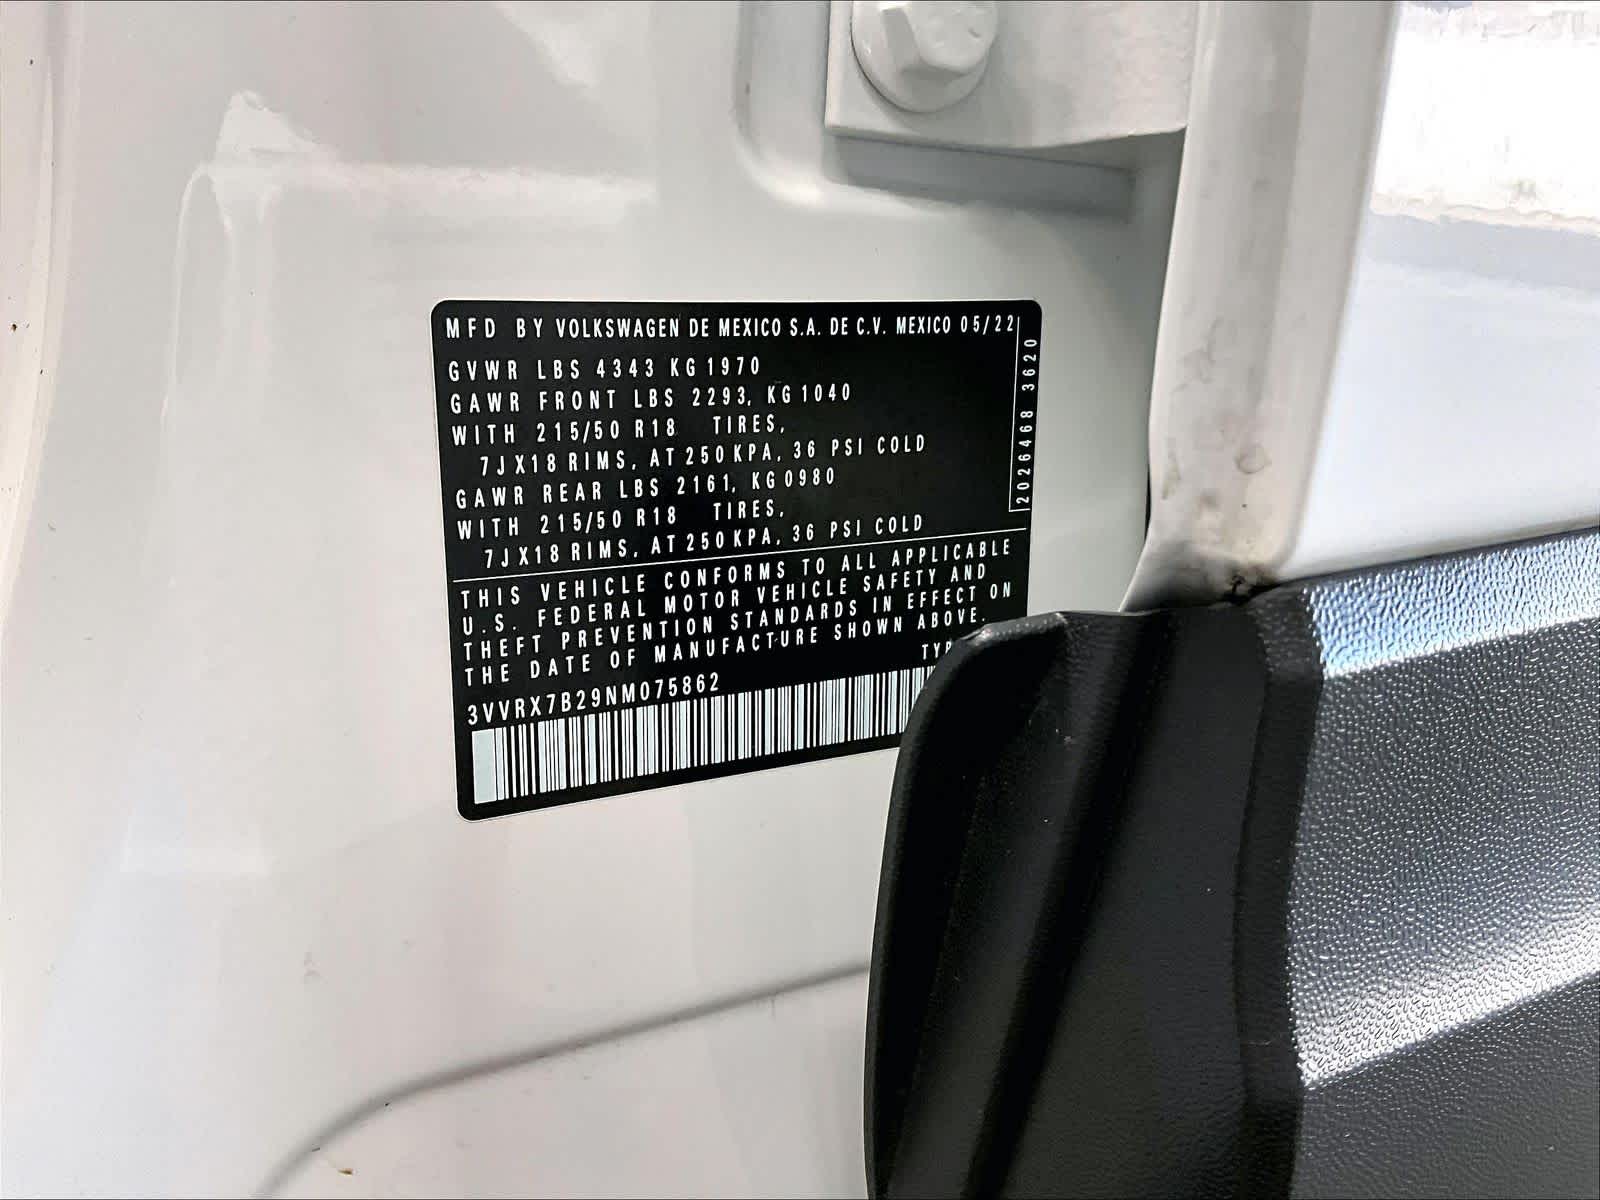 MFD BY VOLKSWAGEN DE MEXICO S.A. DE C.V. MEXICO 05/22
GVWR LBS 4343 KG 1970
GAWR FRONT LBS 2293, KG 1040
WITH 215/50 R18 TIRES,
7J X18 RIMS, AT 250 KPA, 36 PSI COLD
GAWR REAR LBS 2161, KG 0980
WITH 215/50 R18 TIRES,
7J X18 RIMS, AT 250 KPA, 36 PSI COLD
2026468 3620
THIS VEHICLE CONFORMS TO ALL APPLICABLE
U.S. FEDERAL MOTOR VEHICLE SAFETY AND
THEFT PREVENTION STANDARDS IN EFFECT ON
THE DATE OF MANUFACTURE SHOWN ABOVE.
3VVRX7B29NM075862